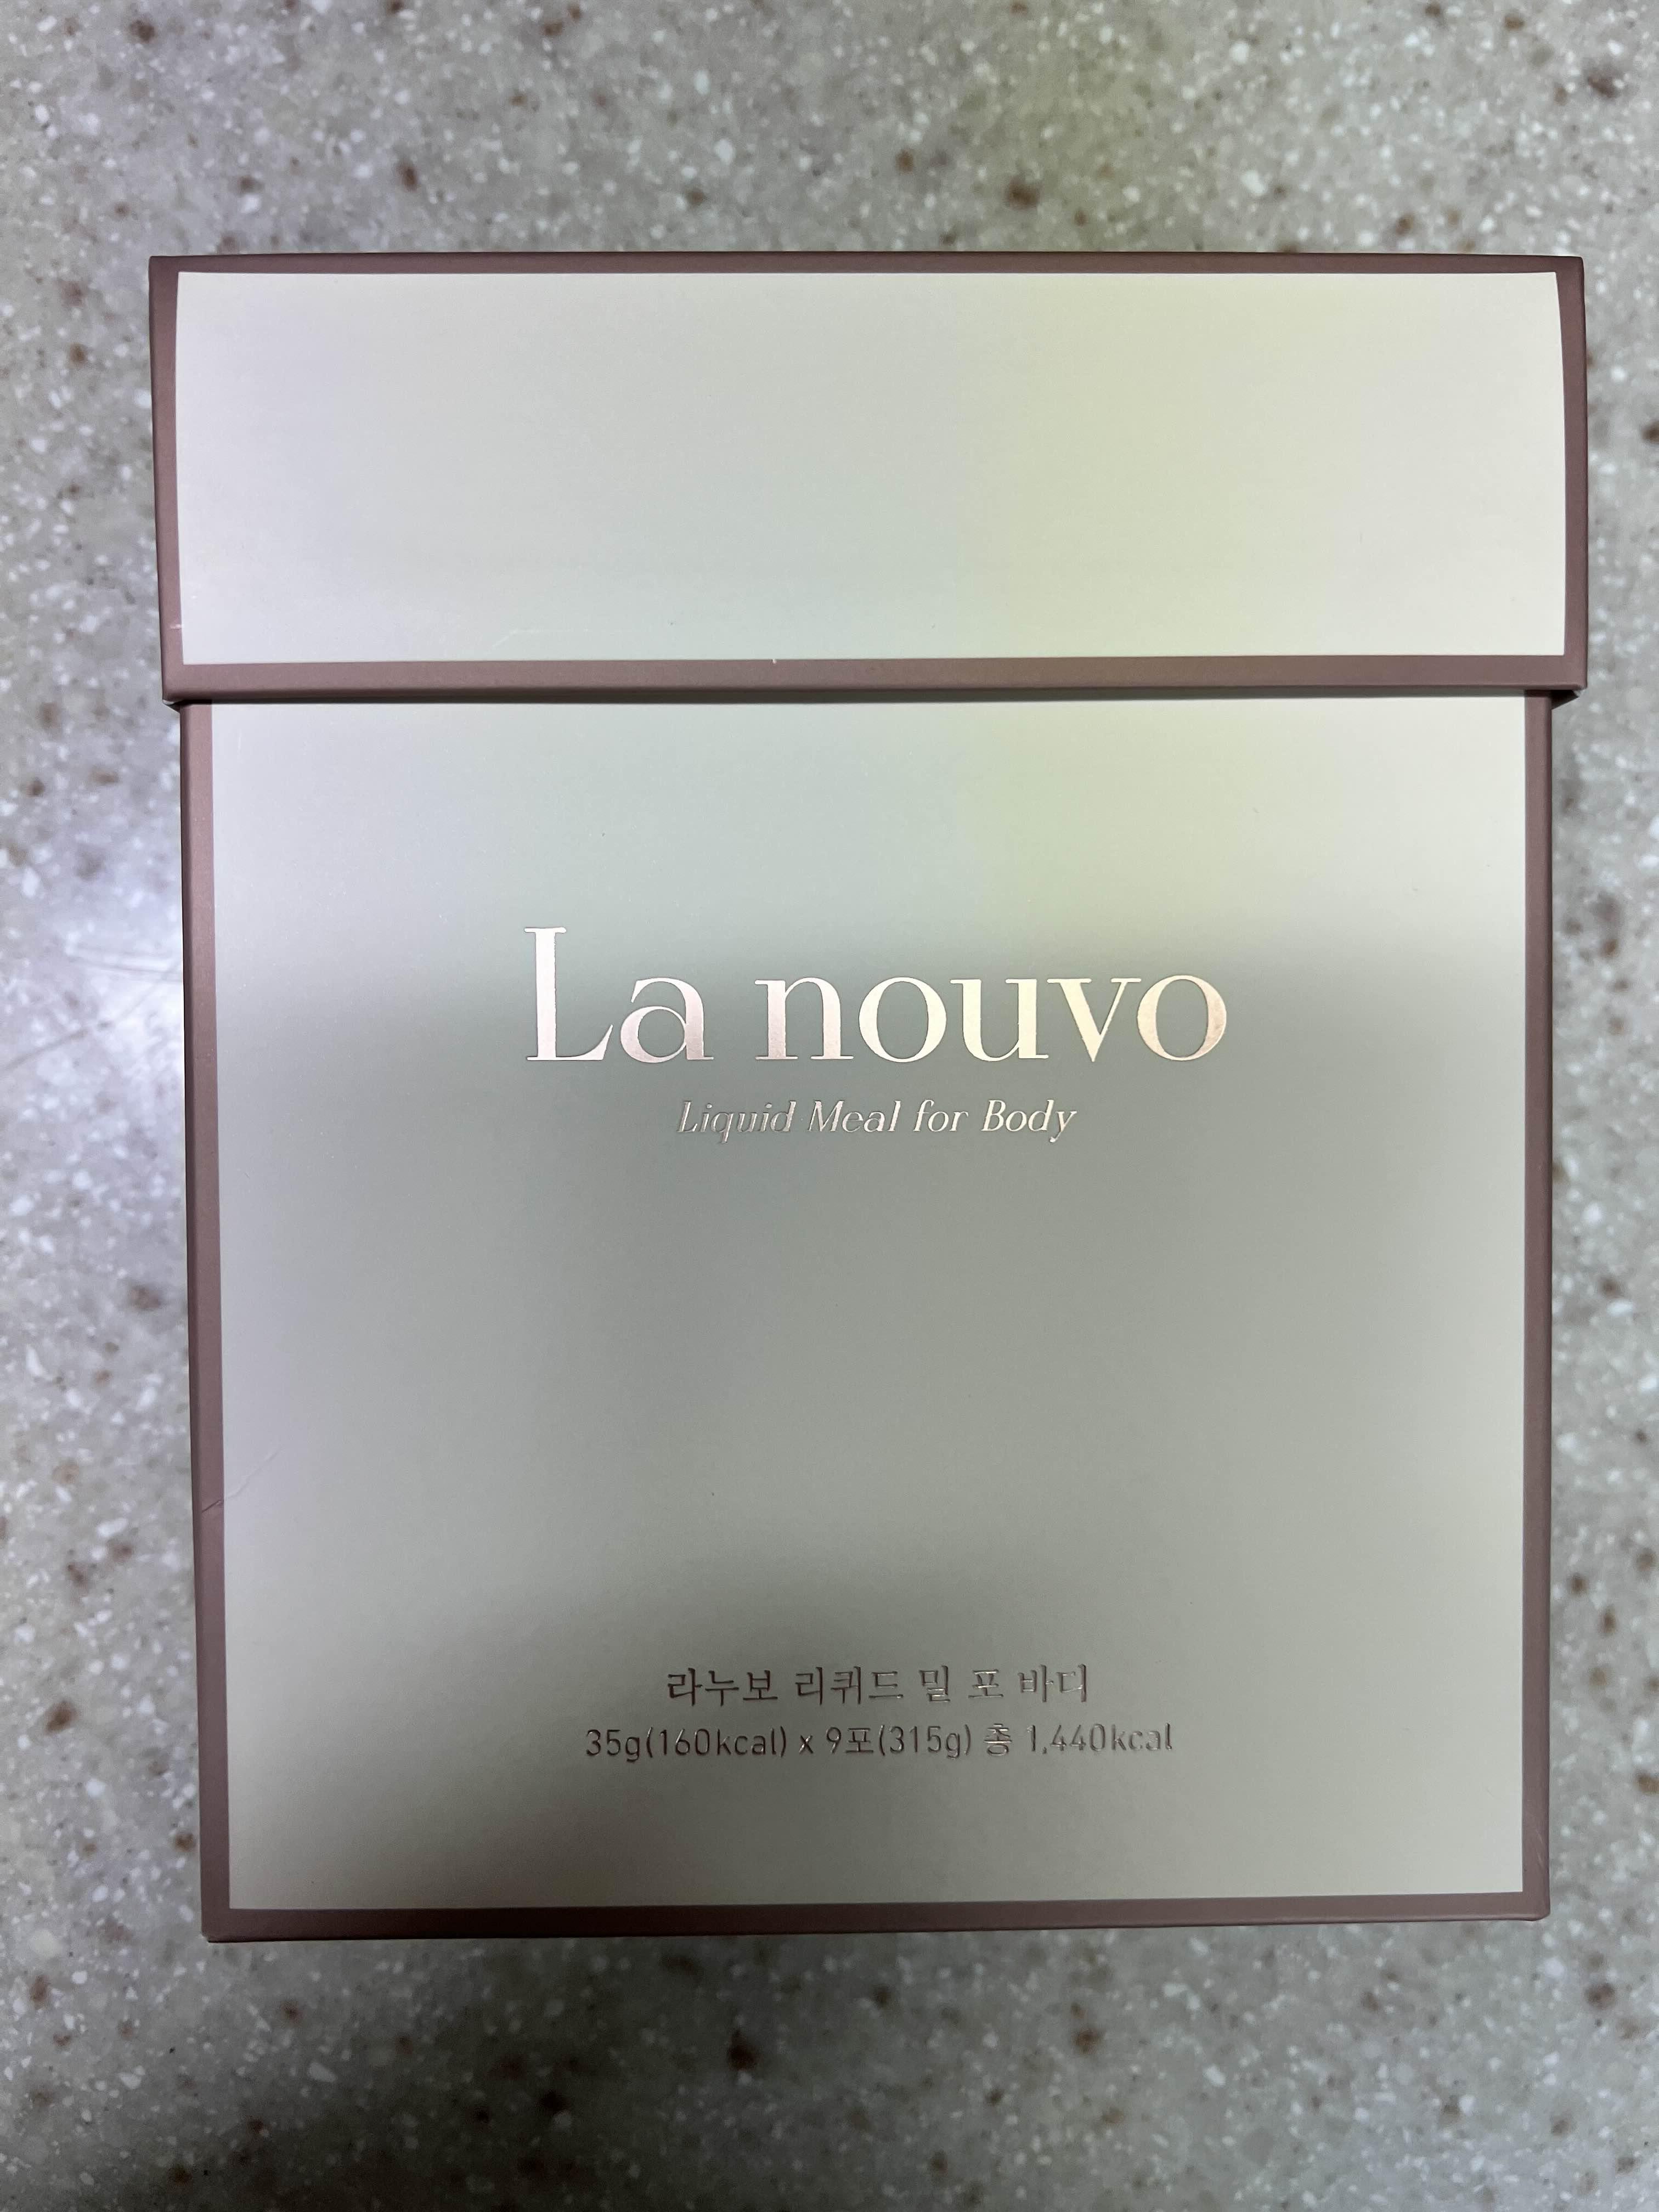 La nouvo
Liquid Meal for Body
라누보 리퀴드 밀 포 바디
35g(160kcal) x 9포(315g) 총 1,440kcal